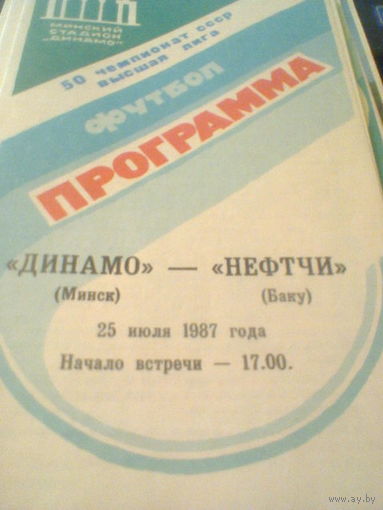 МИНСКИЙ
СТАДИОН
"ДИНАМО"
50 чемпионат ссср
высшая лига
футбол
ПРОГРАММА
«ДИНАМО» — «НЕФТЧИ»
(Минск) (Баку)
25 июля 1987 года
Начало встречи — 17.00.
www.ay.by